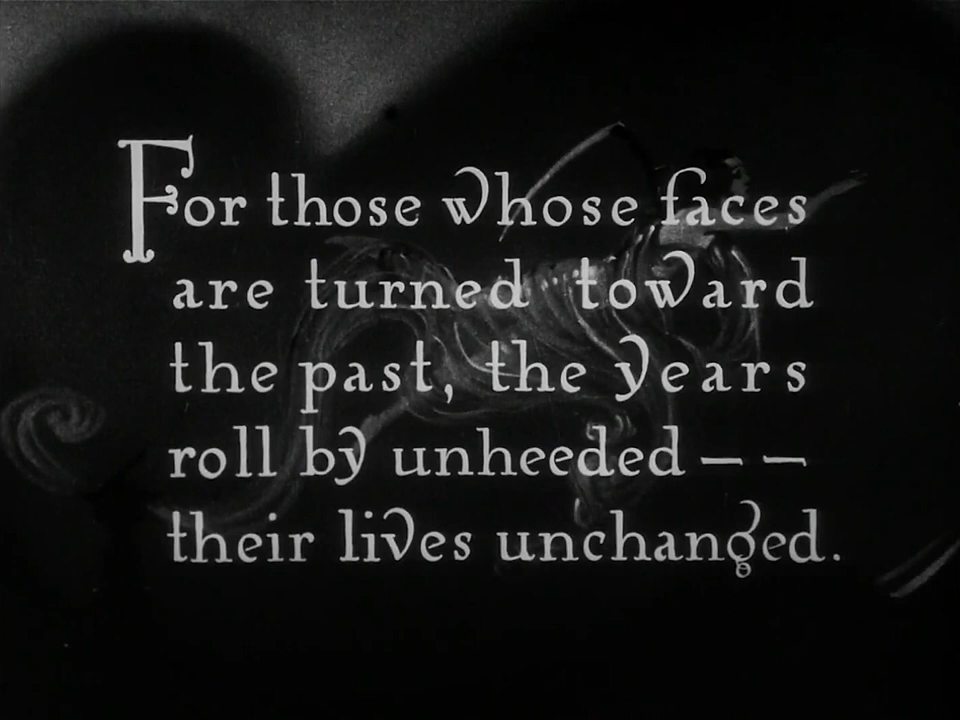 For those whose faces
are turned toward
the past, the years
roll by unheeded — —
their lives unchanged.